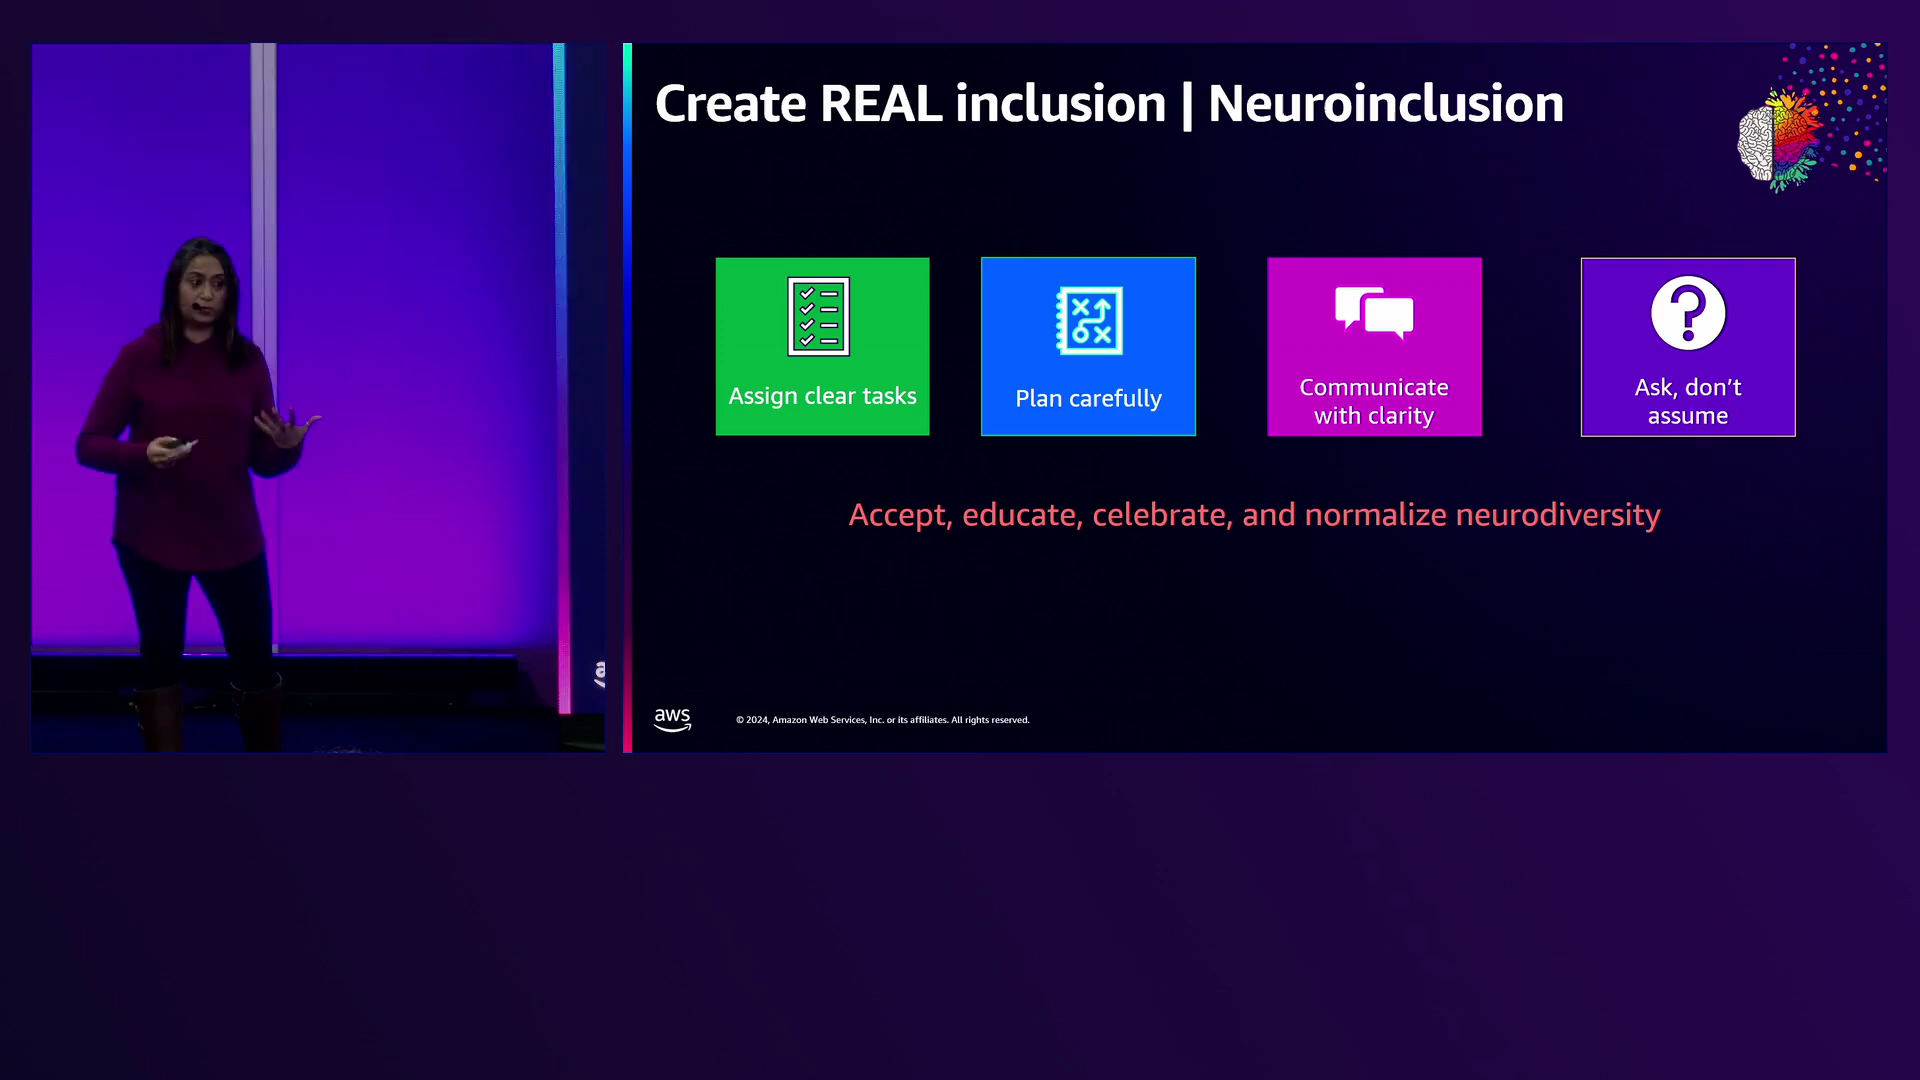 Create REAL inclusion | Neuroinclusion
Assign clear tasks
Plan carefully
Communicate
with clarity
Ask, don't
assume
Accept, educate, celebrate, and normalize neurodiversity
aws
© 2024, Amazon Web Services, Inc. or its affiliates. All rights reserved.